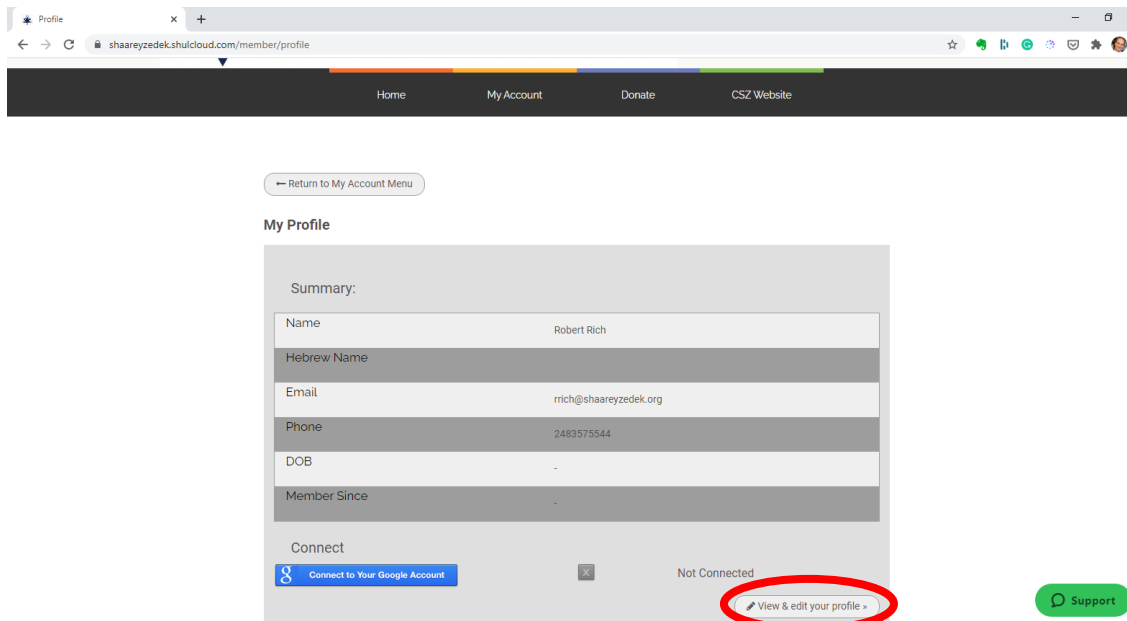 Profile × +
shaareyzedek.shulcloud.com/member/profile
Home My Account Donate CSZ Website
← Return to My Account Menu
My Profile
Summary:
Name Robert Rich
Hebrew Name
Email rrich@shaareyzedek.org
Phone 2483575544
DOB -
Member Since -
Connect
8 Connect to Your Google Account X Not Connected
View & edit your profile »
Support